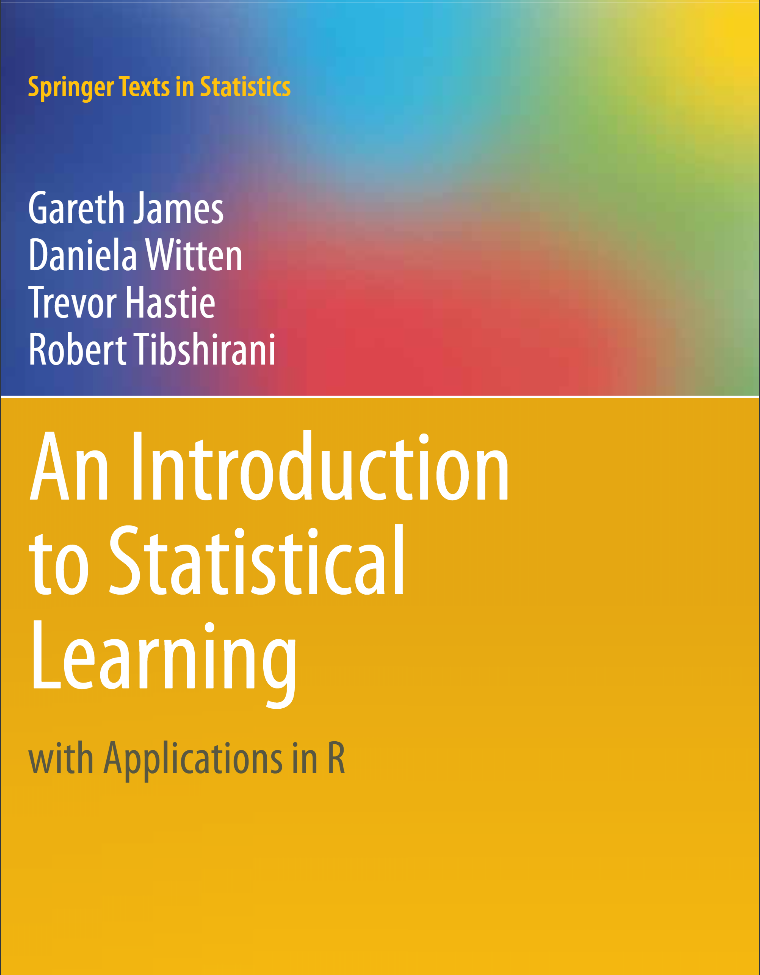 Springer Texts in Statistics
Gareth James
Daniela Witten
Trevor Hastie
Robert Tibshirani
An Introduction
to Statistical
Learning
with Applications in R